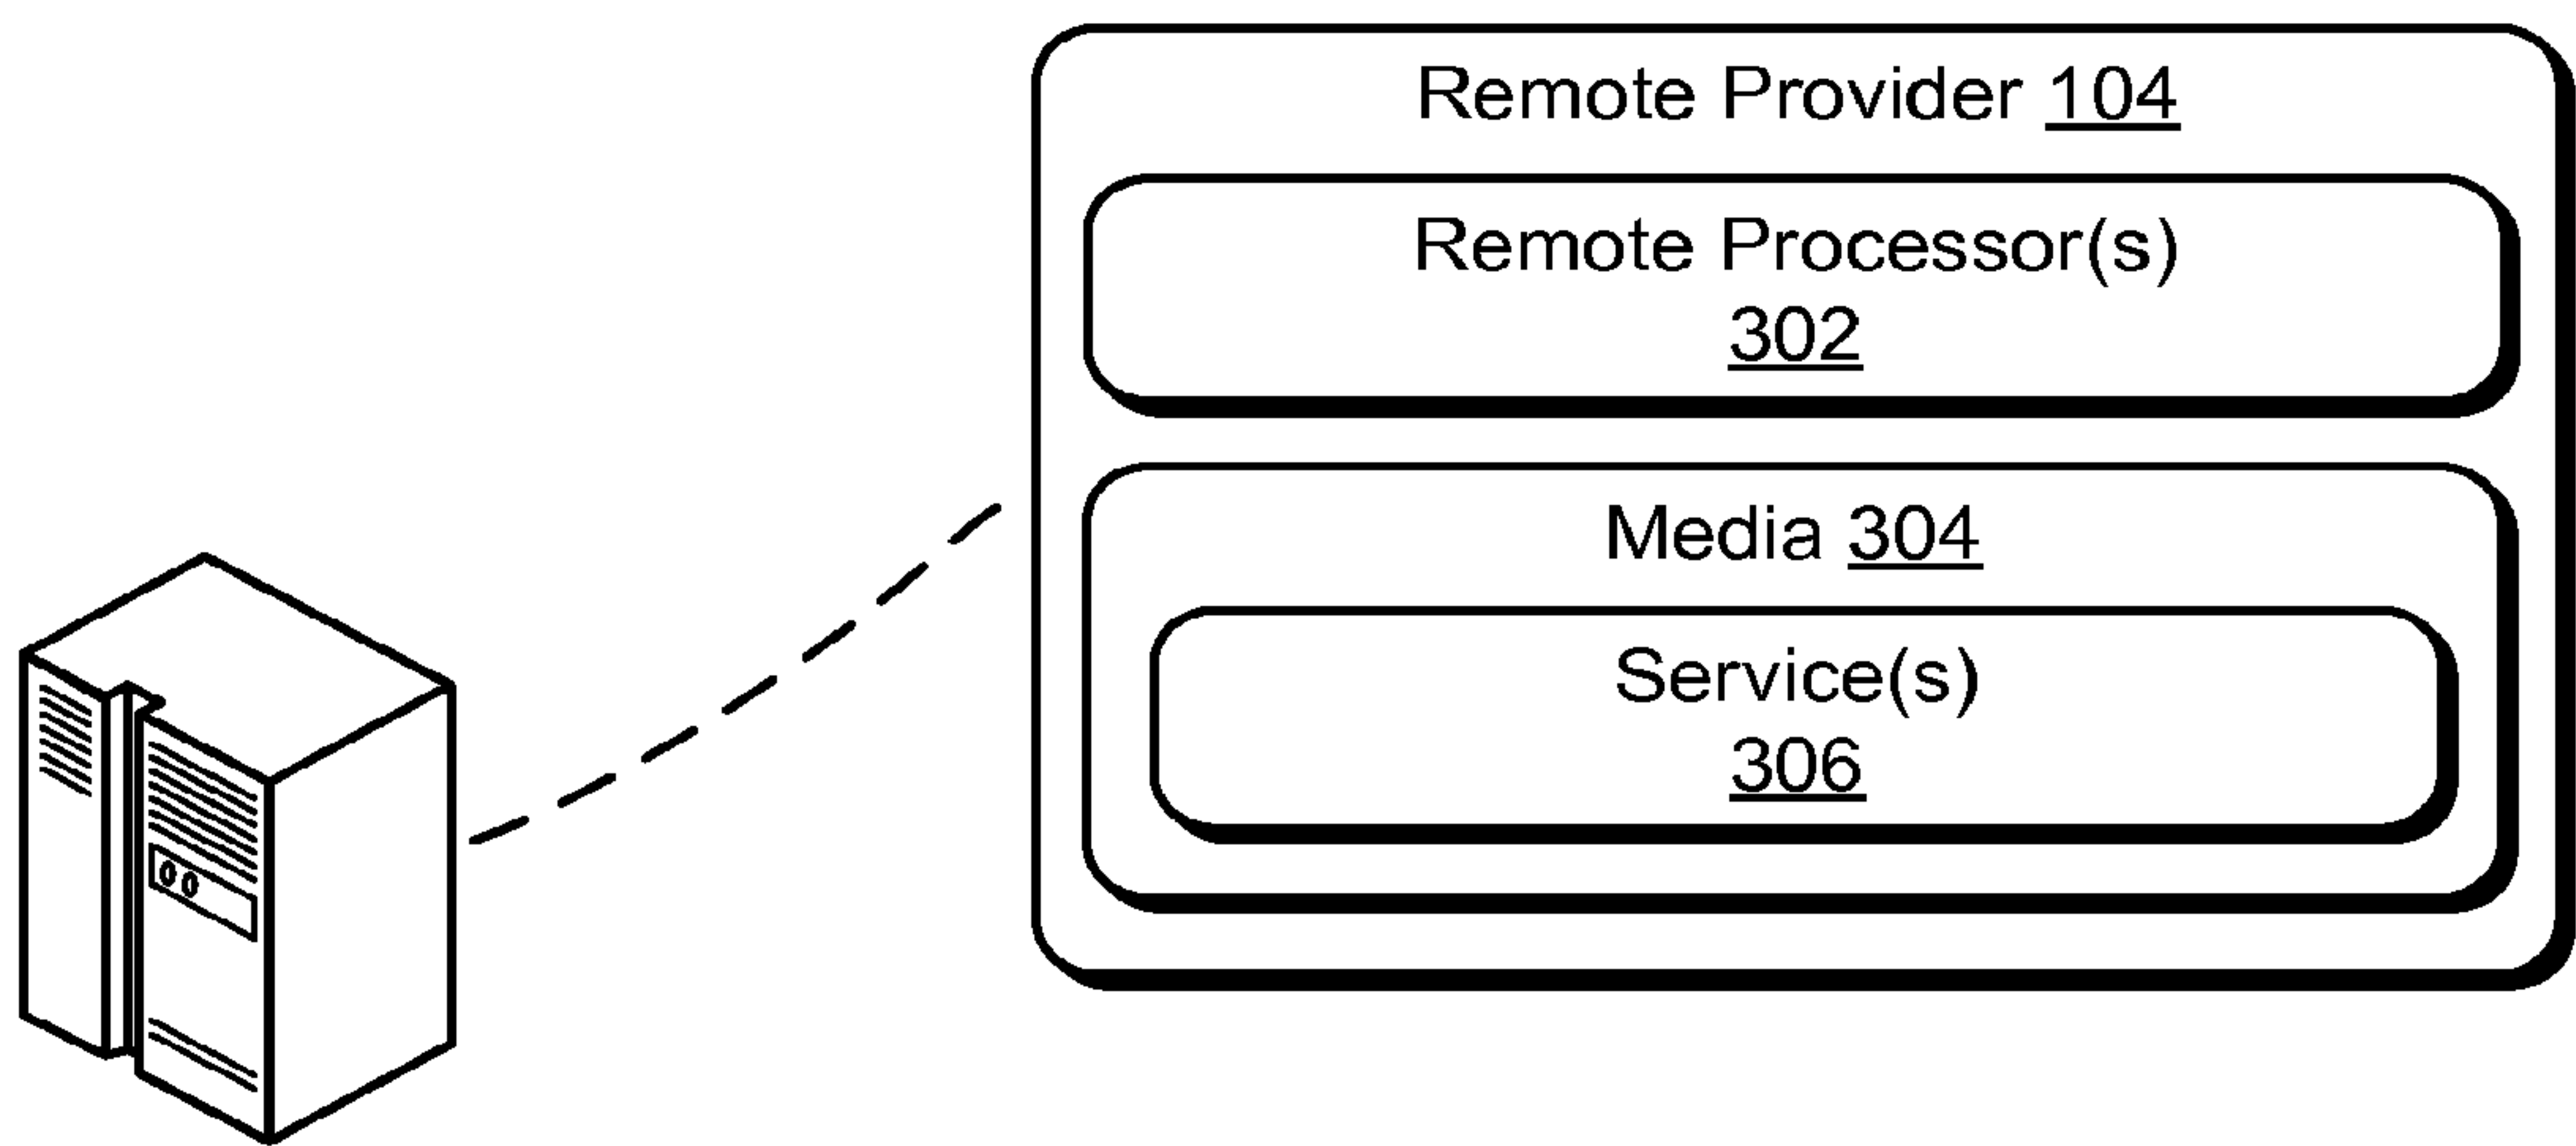 Remote Provider 104
Remote Processor(s)
302
Media 304
Service(s)
306